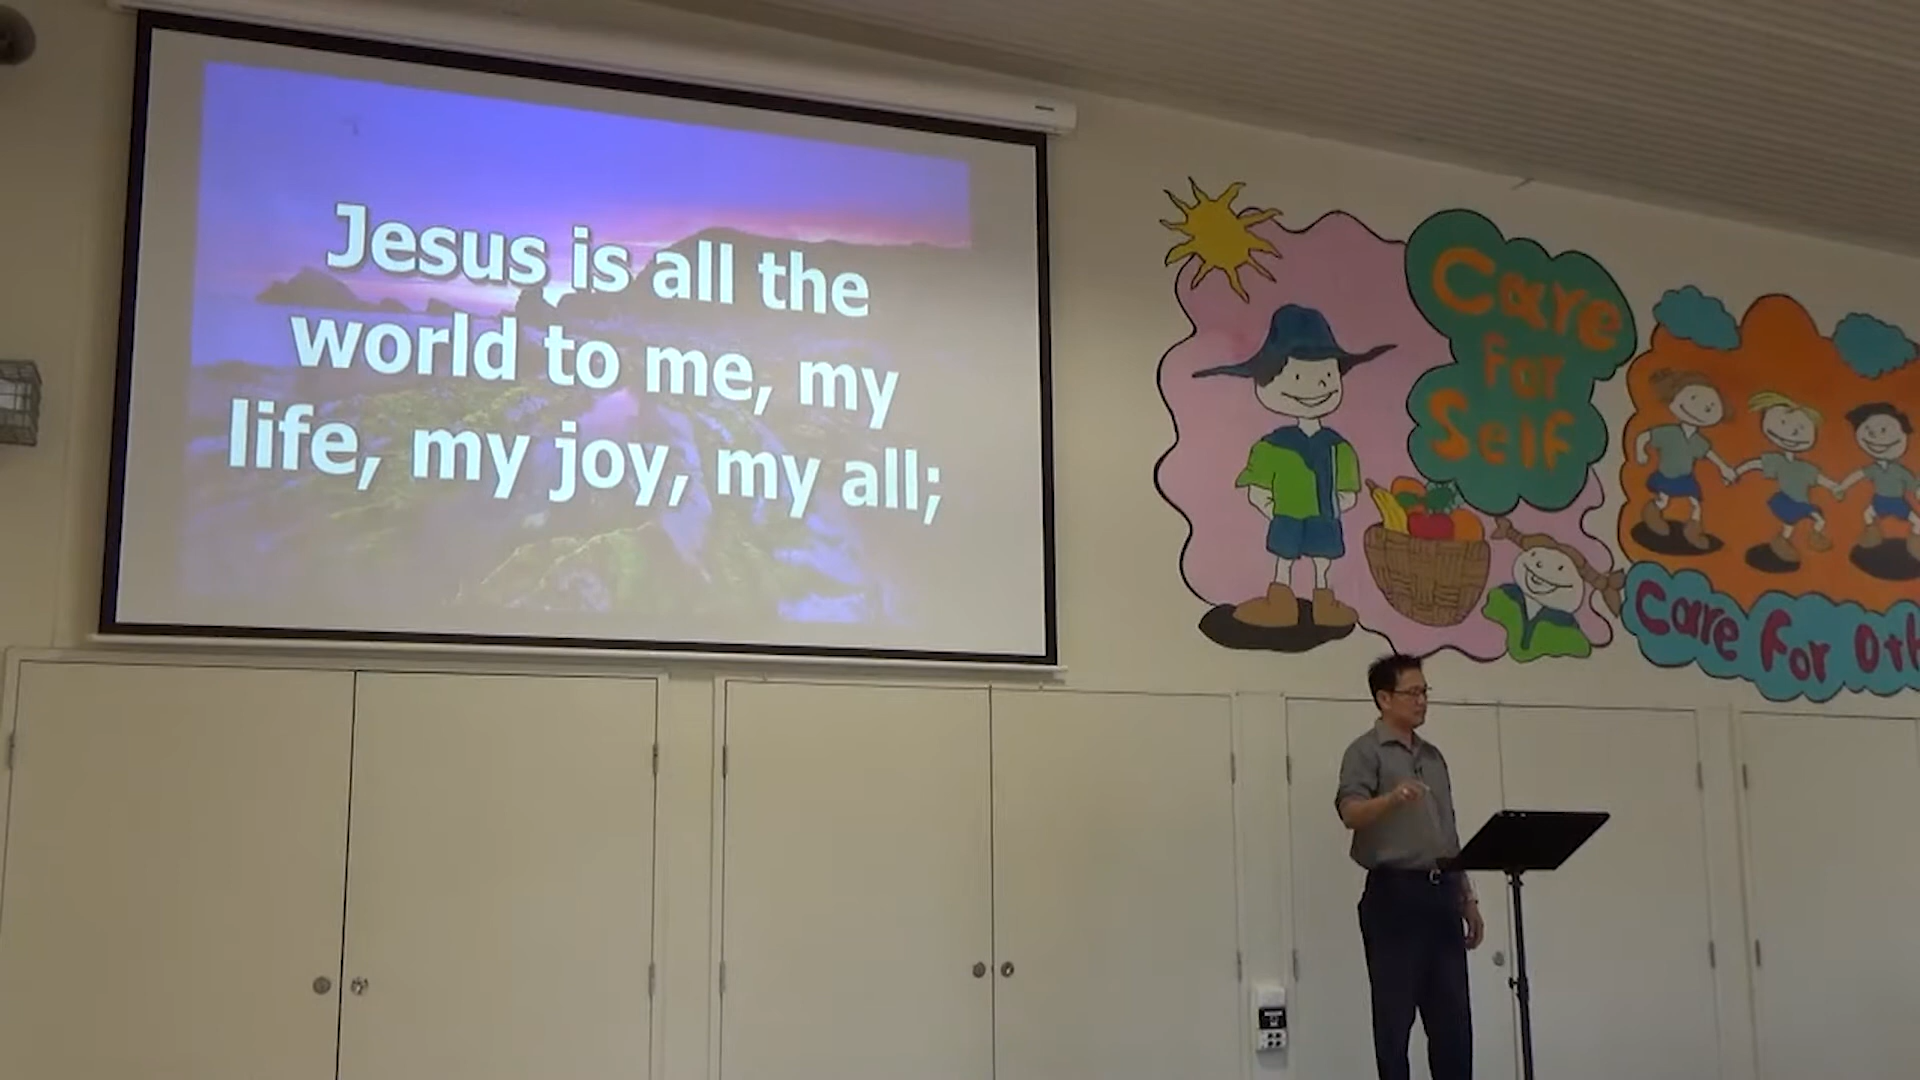 Jesus is all the
world to me, my
life, my joy, my all;
Care
For
Self
Care For Oth